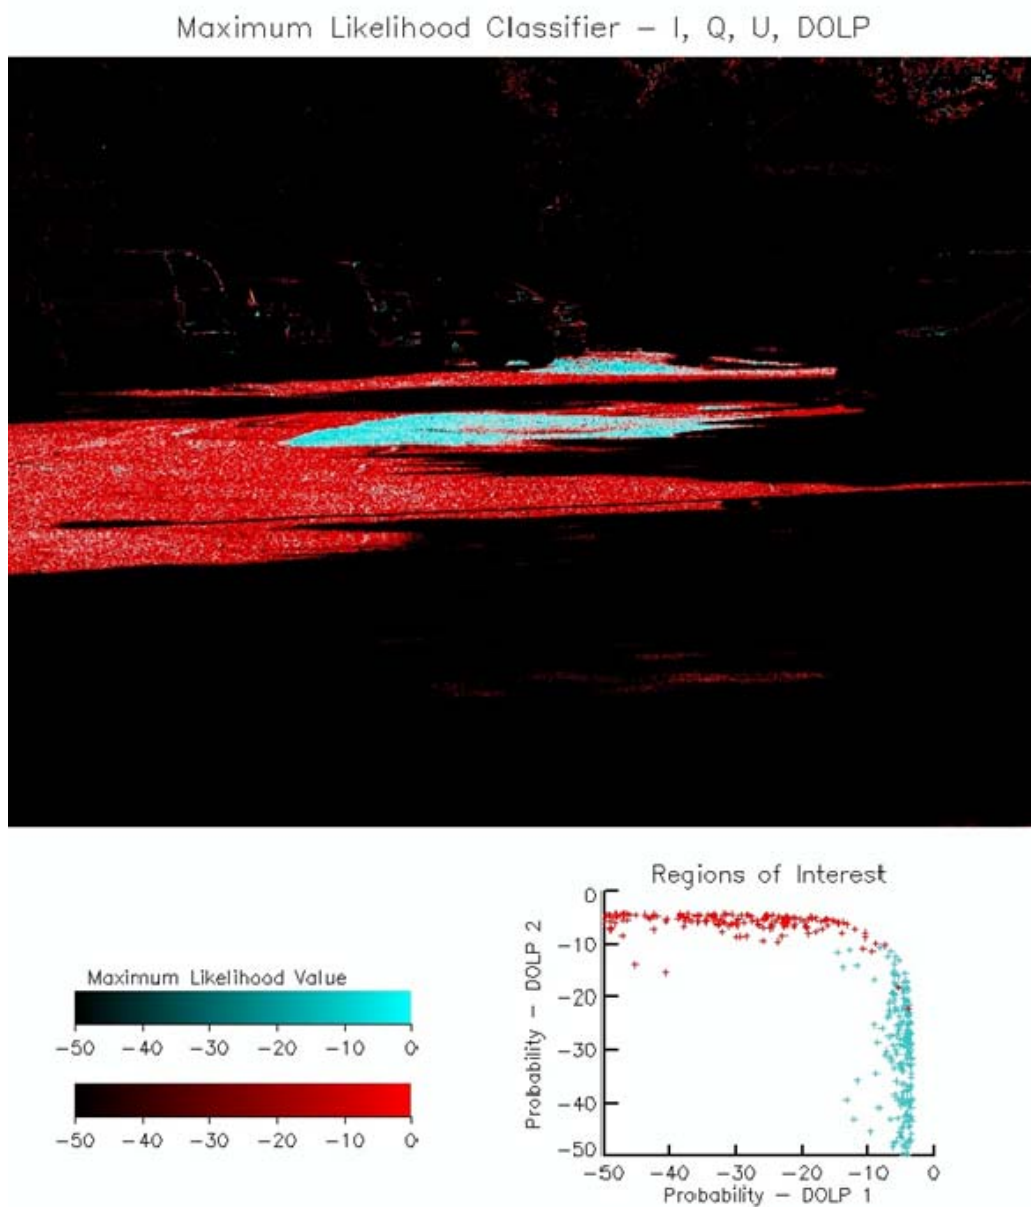 Maximum Likelihood Classifier - I, Q, U, DOLP
Maximum Likelihood Value
-50 -40 -30 -20 -10 0
-50 -40 -30 -20 -10 0
Regions of Interest
Probability - DOLP 2
0
-10
-20
-30
-40
-50
-50 -40 -30 -20 -10 0
Probability - DOLP 1